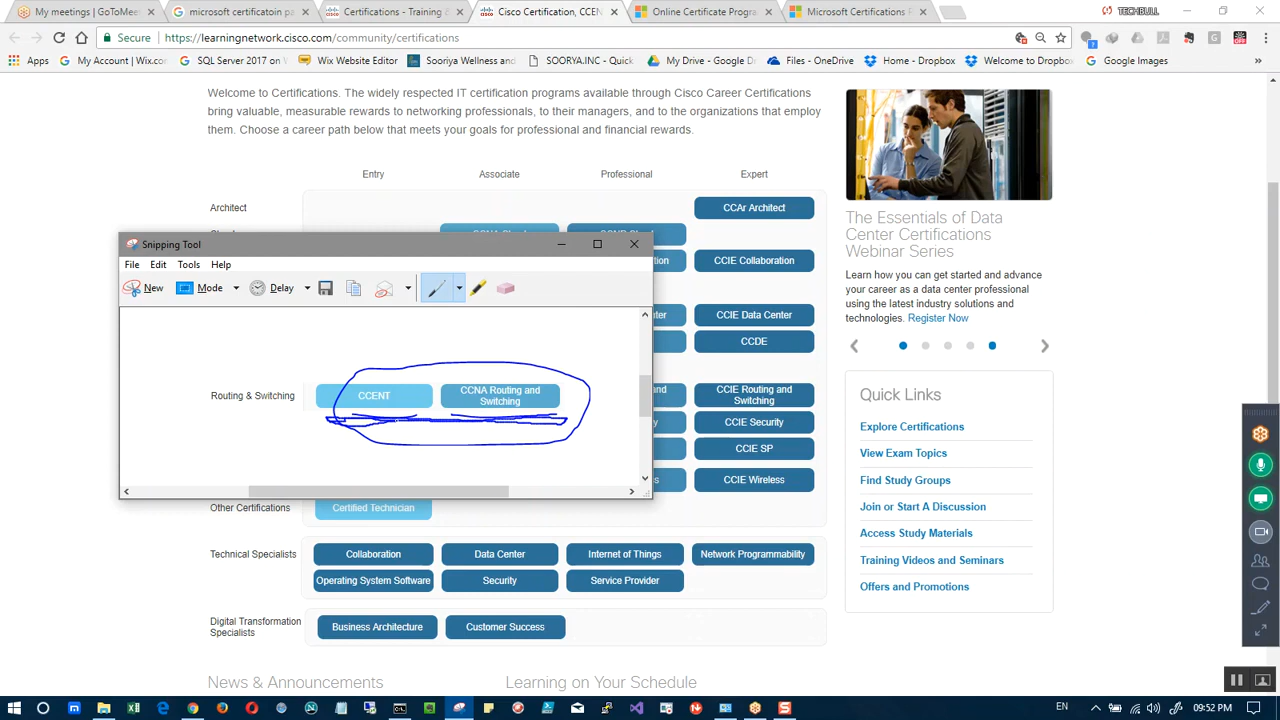 My meetings | GoToMee
microsoft certificatoin pa
Certifications - Training &
Cisco Certification, CCEN
Online Certificate Progra
Microsoft Certifications P
TECHBULL
Secure
https://learningnetwork.cisco.com/community/certifications
Apps
My Account | Wix.com
SQL Server 2017
Wix Website Editor
Sooriya Wellness and
SOORYA.INC - Quick
My Drive - Google D
Files - OneDrive
Home - Dropbox
Welcome to Dropbox
Google Images
Welcome to Certifications. The widely respected IT certification programs available through Cisco Career Certifications
bring valuable, measurable rewards to networking professionals, to their managers, and to the organizations that employ
them. Choose a career path below that meets your goals for professional and financial rewards.
Entry Associate Professional Expert
Architect
CCAr Architect
Snipping Tool
CCIE Collaboration
File Edit Tools Help
New Mode Delay
CCIE Data Center
CCDE
Routing & Switching
CCENT
CCNA Routing and
Switching
CCIE Routing and
Switching
CCIE Security
CCIE SP
CCIE Wireless
Other Certifications
Certified Technician
Technical Specialists
Collaboration
Data Center
Internet of Things
Network Programmability
Operating System Software
Security
Service Provider
Digital Transformation
Specialists
Business Architecture
Customer Success
News & Announcements
Learning on Your Schedule
The Essentials of Data
Center Certifications
Webinar Series
Learn how you can get started and advance
your career as a data center professional
using the latest industry solutions and
technologies. Register Now
Quick Links
Explore Certifications
View Exam Topics
Find Study Groups
Join or Start A Discussion
Access Study Materials
Training Videos and Seminars
Offers and Promotions
EN
09:52 PM